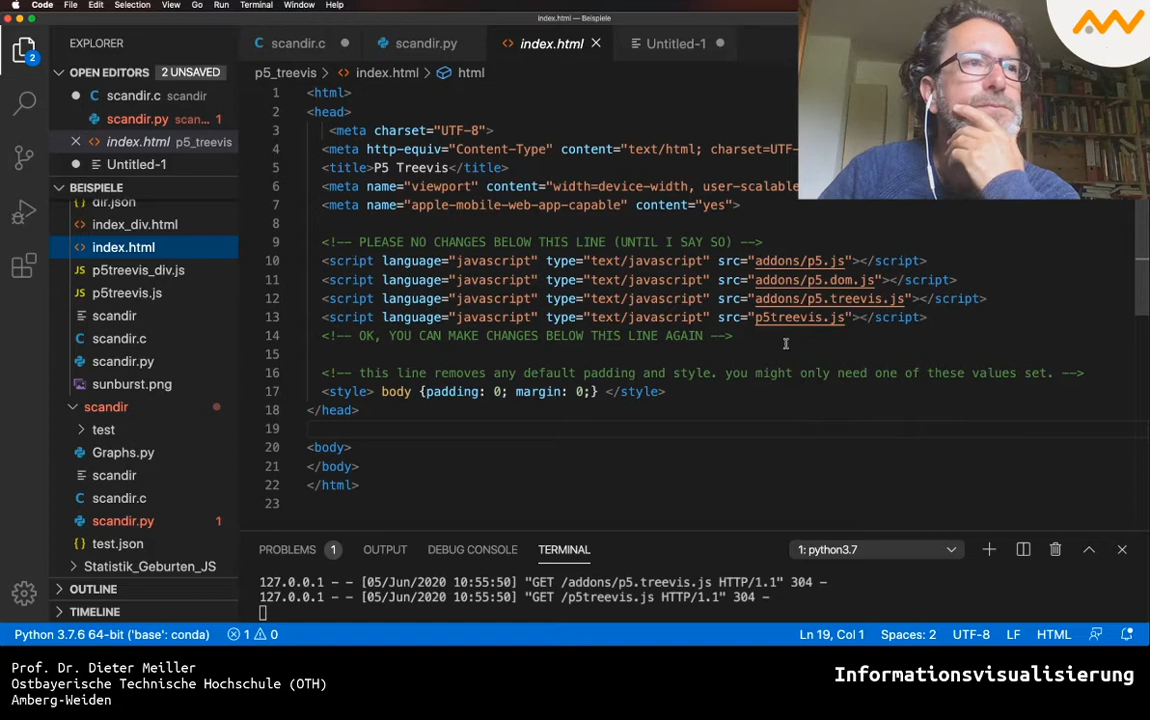 Code File Edit Selection View Go Run Terminal Window Help
index.html — Beispiele
EXPLORER
scandir.c
scandir.py
index.html
Untitled-1
OPEN EDITORS 2 UNSAVED
p5_treevis > index.html > html
scandir.c scandir
scandir.py scan... 1
index.html p5_treevis
Untitled-1
BEISPIELE
dir.json
index_div.html
index.html
p5treevis_div.js
p5treevis.js
scandir
scandir.c
scandir.py
sunburst.png
scandir
test
Graphs.py
scandir
scandir.c
scandir.py 1
test.json
Statistik_Geburten_JS
OUTLINE
TIMELINE
2
1 <html>
2 <head>
3 <meta charset="UTF-8">
4 <meta http-equiv="Content-Type" content="text/html; charset=UTF-
5 <title>P5 Treevis</title>
6 <meta name="viewport" content="width=device-width, user-scalable
7 <meta name="apple-mobile-web-app-capable" content="yes">
8
9 <!-- PLEASE NO CHANGES BELOW THIS LINE (UNTIL I SAY SO) -->
10 <script language="javascript" type="text/javascript" src="addons/p5.js"></script>
11 <script language="javascript" type="text/javascript" src="addons/p5.dom.js"></script>
12 <script language="javascript" type="text/javascript" src="addons/p5.treevis.js"></script>
13 <script language="javascript" type="text/javascript" src="p5treevis.js"></script>
14 <!-- OK, YOU CAN MAKE CHANGES BELOW THIS LINE AGAIN -->
15
16 <!-- this line removes any default padding and style. you might only need one of these values set. -->
17 <style> body {padding: 0; margin: 0;} </style>
18 </head>
19
20 <body>
21 </body>
22 </html>
23
PROBLEMS 1 OUTPUT DEBUG CONSOLE TERMINAL 1: python3.7
127.0.0.1 - - [05/Jun/2020 10:55:50] "GET /addons/p5.treevis.js HTTP/1.1" 304 -
127.0.0.1 - - [05/Jun/2020 10:55:50] "GET /p5treevis.js HTTP/1.1" 304 -
Python 3.7.6 64-bit ('base': conda) 1 0 Ln 19, Col 1 Spaces: 2 UTF-8 LF HTML
Prof. Dr. Dieter Meiller
Ostbayerische Technische Hochschule (OTH)
Amberg-Weiden
Informationsvisualisierung